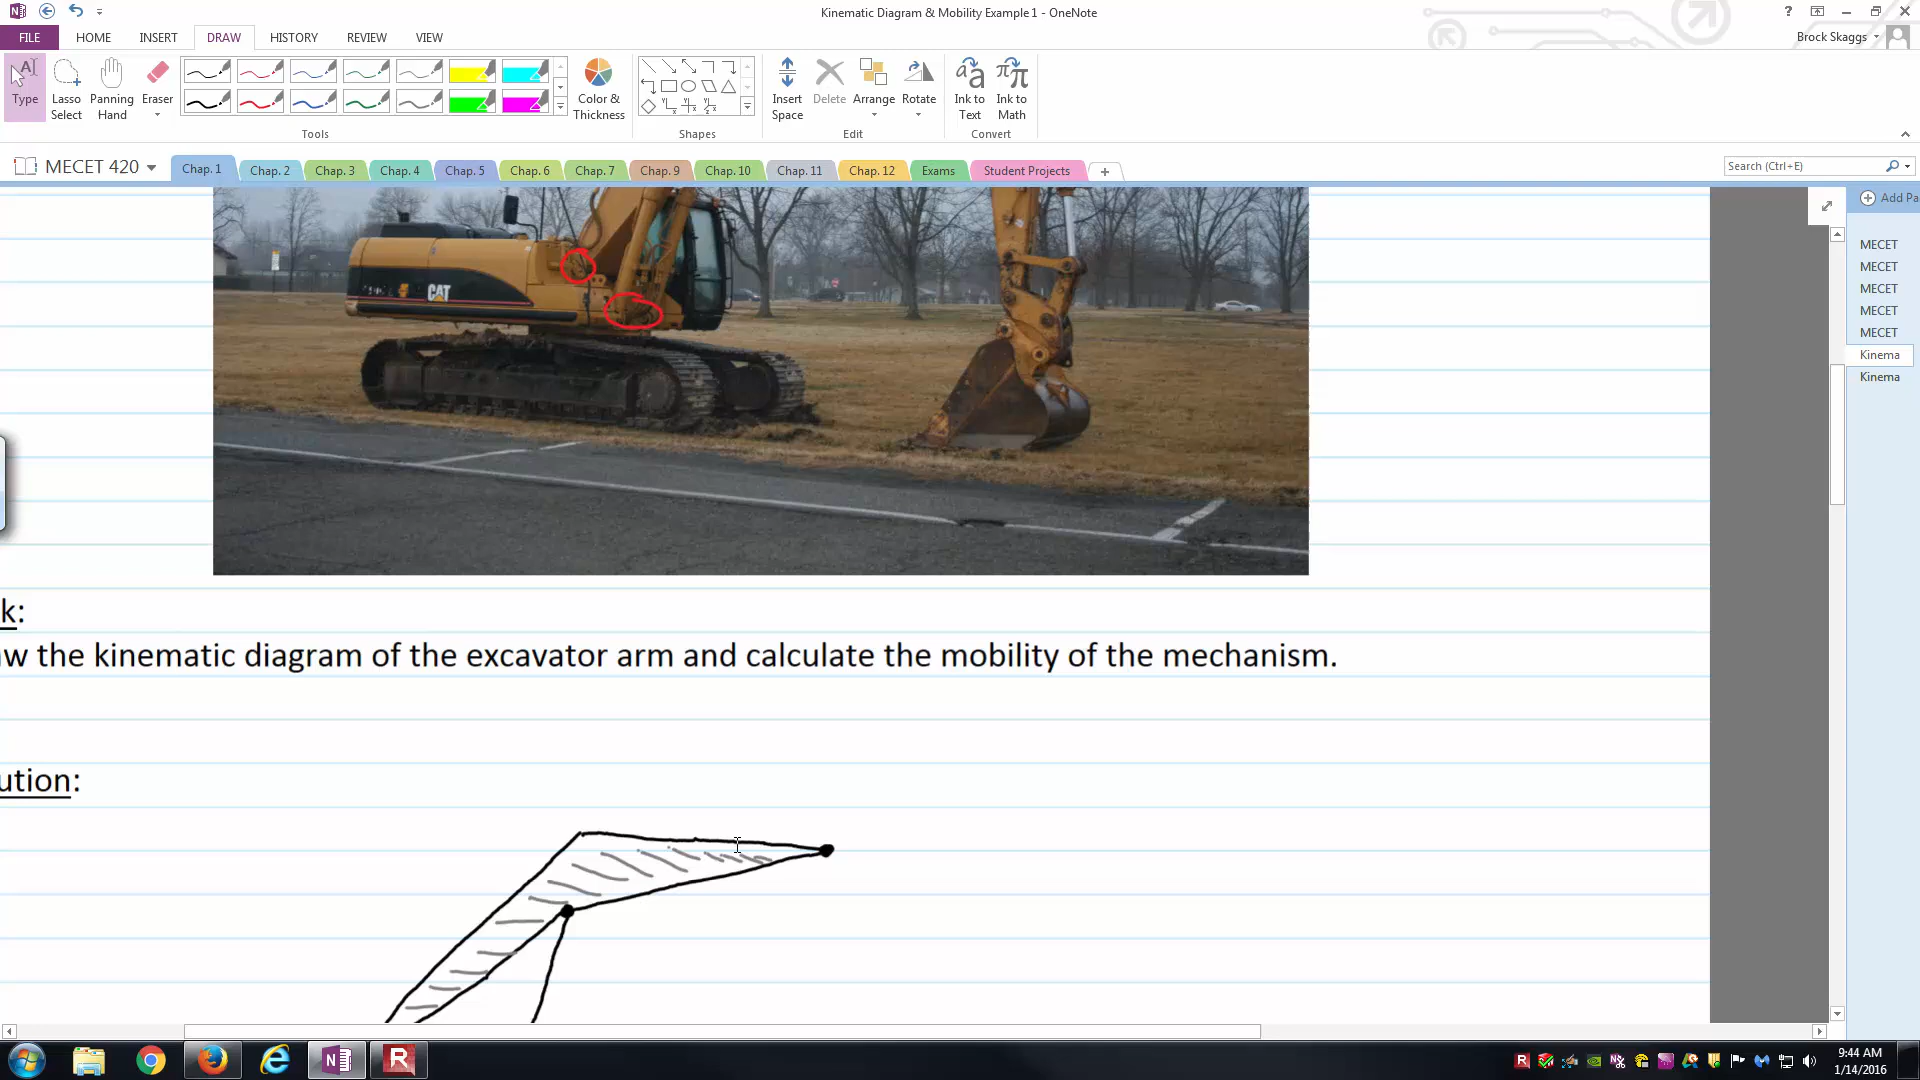 Kinematic Diagram & Mobility Example 1 - OneNote
FILE HOME INSERT DRAW HISTORY REVIEW VIEW
Brock Skaggs
Type
Lasso Select
Panning Hand
Eraser
Color & Thickness
Insert Space
Delete
Arrange
Rotate
Ink to Text
Ink to Math
Tools
Shapes
Edit
Convert
MECET 420
Chap. 1 Chap. 2 Chap. 3 Chap. 4 Chap. 5 Chap. 6 Chap. 7 Chap. 9 Chap. 10 Chap. 11 Chap. 12 Exams Student Projects
Search (Ctrl+E)
Add Pa
MECET
MECET
MECET
MECET
MECET
Kinema
Kinema
CAT
k:
aw the kinematic diagram of the excavator arm and calculate the mobility of the mechanism.
ution:
9:44 AM
1/14/2016